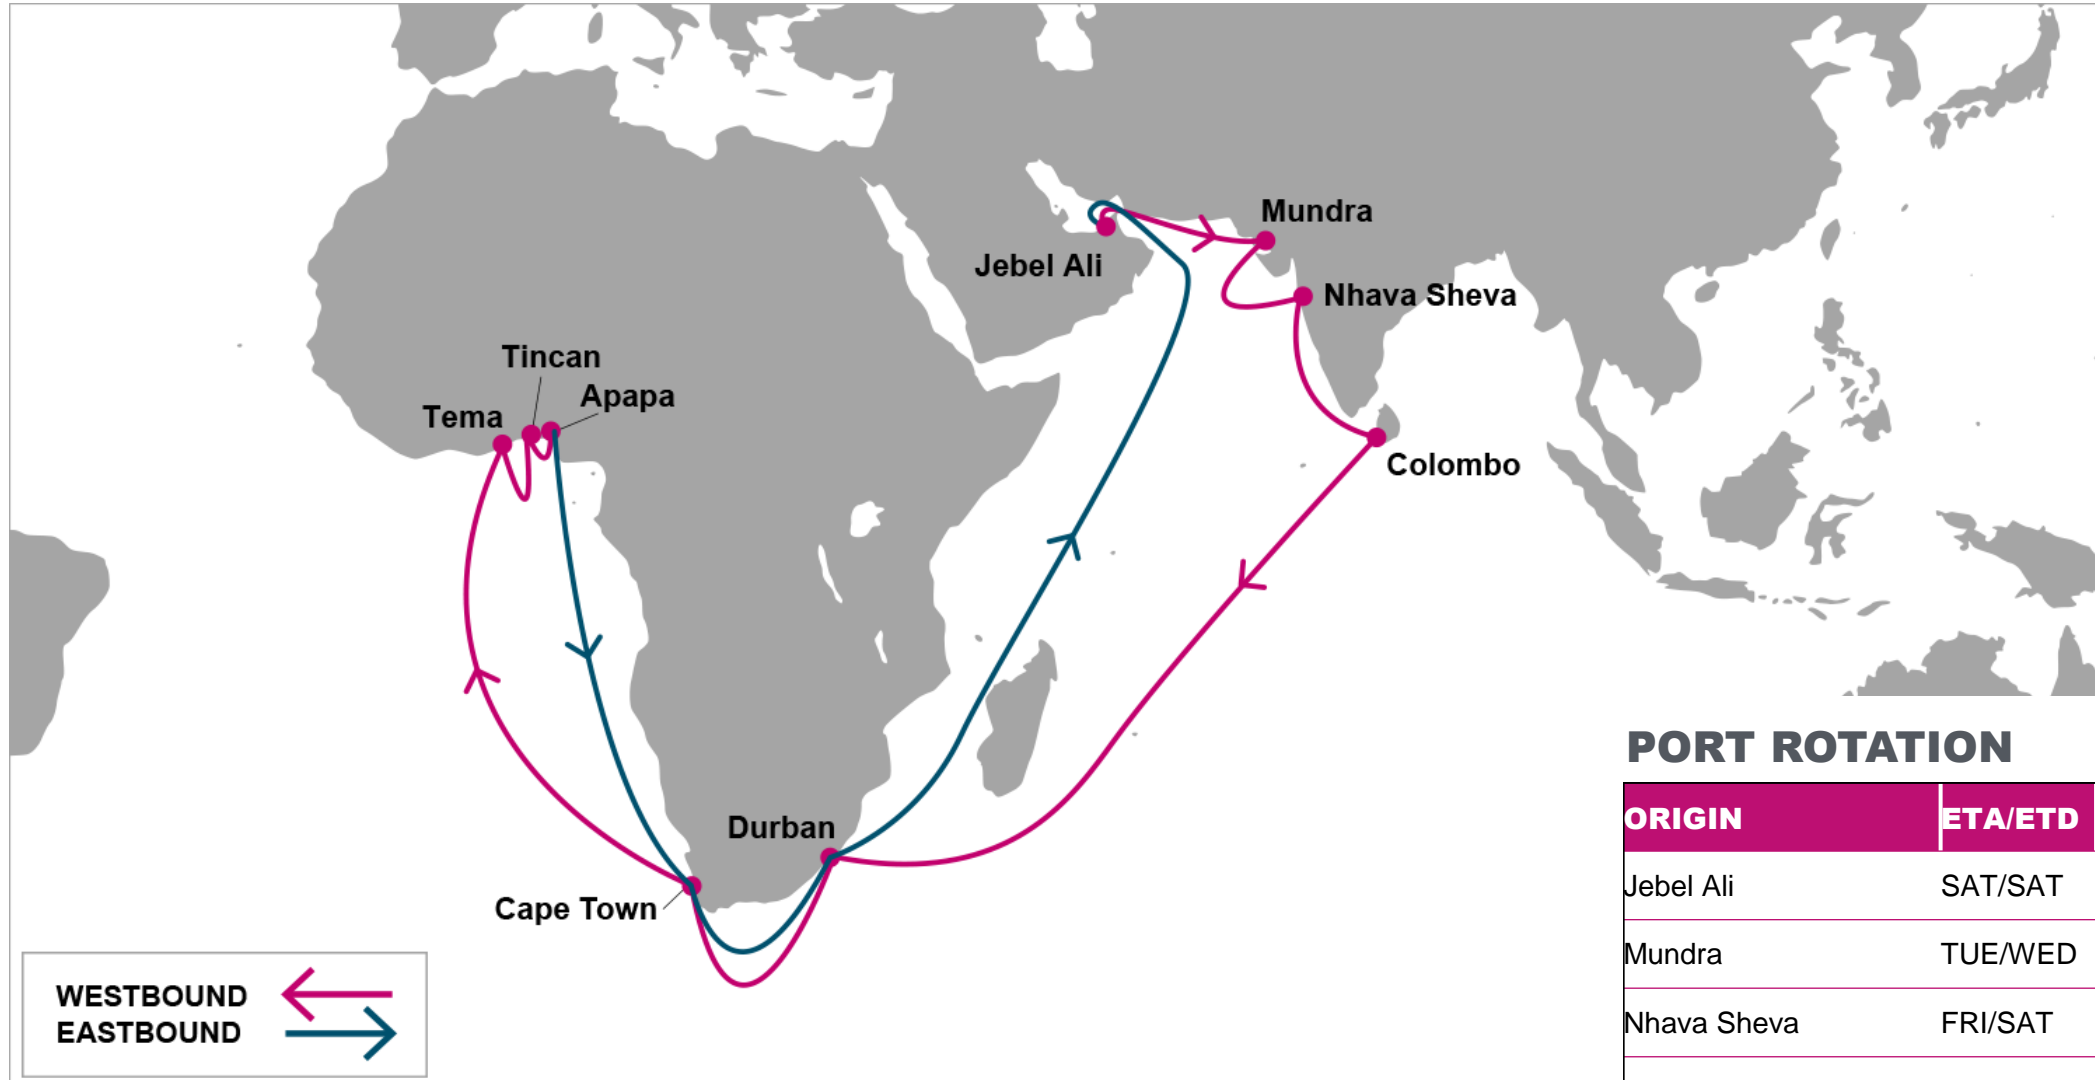 Mundra
Jebel Ali
Nhava Sheva
Tincan
Apapa
Tema
Colombo
Durban
Cape Town
WESTBOUND
EASTBOUND
PORT ROTATION
ORIGIN ETA/ETD
Jebel Ali SAT/SAT
Mundra TUE/WED
Nhava Sheva FRI/SAT